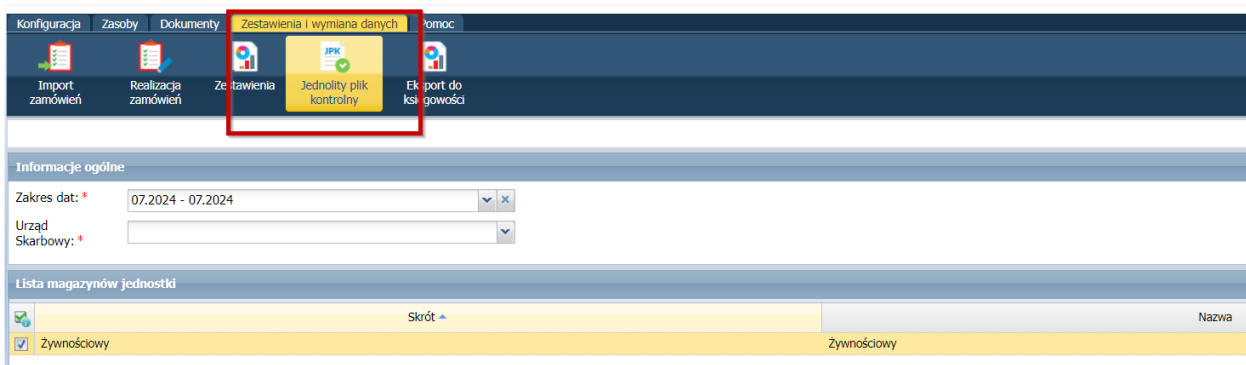 Konfiguracja Zasoby Dokumenty Zestawienia i wymiana danych Pomoc
JPK
Import zamówień
Realizacja zamówień
Zestawienia
Jednolity plik kontrolny
Eksport do księgowości
Informacje ogólne
Zakres dat: * 07.2024 - 07.2024
Urząd
Skarbowy: *
Lista magazynów jednostki
Skrót Nazwa
Żywnościowy Żywnościowy